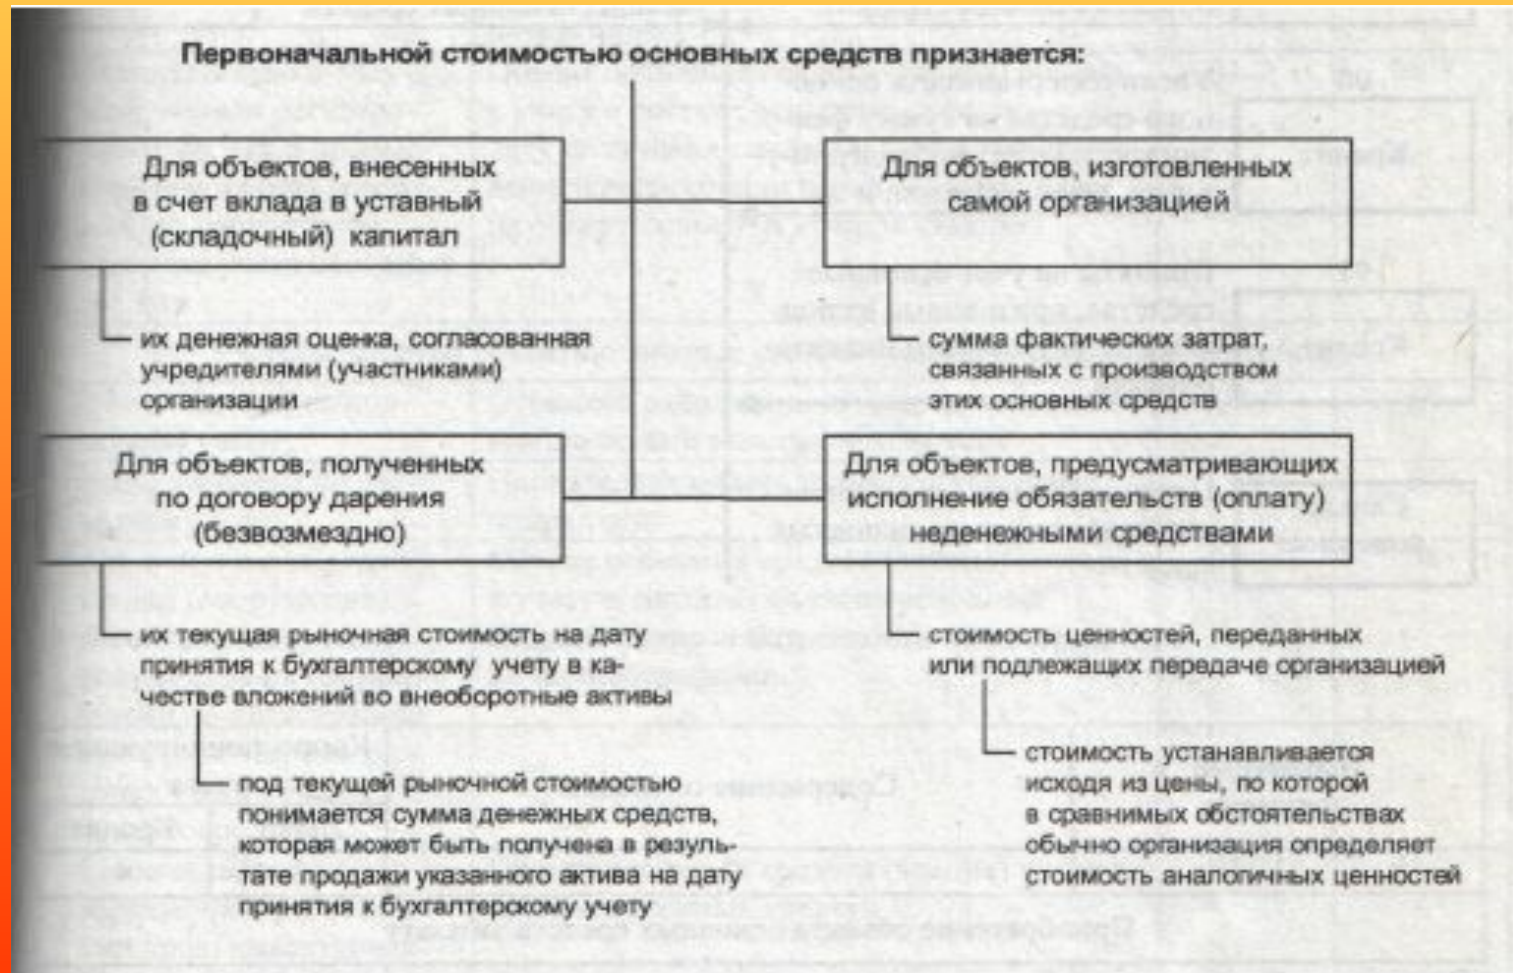 Первоначальной стоимостью основных средств признается:
Для объектов, внесенных
в счет вклада в уставный
(складочный) капитал
их денежная оценка, согласованная
учредителями (участниками)
организации
Для объектов, изготовленных
самой организацией
сумма фактических затрат,
связанных с производством
этих основных средств
Для объектов, полученных
по договору дарения
(безвозмездно)
их текущая рыночная стоимость на дату
принятия к бухгалтерскому учету в ка-
честве вложений во внеоборотные активы
под текущей рыночной стоимостью
понимается сумма денежных средств,
которая может быть получена в резуль-
тате продажи указанного актива на дату
принятия к бухгалтерскому учету
Для объектов, предусматривающих
исполнение обязательств (оплату)
неденежными средствами
стоимость ценностей, переданных
или подлежащих передаче организацией
стоимость устанавливается
исходя из цены, по которой
в сравнимых обстоятельствах
обычно организация определяет
стоимость аналогичных ценностей